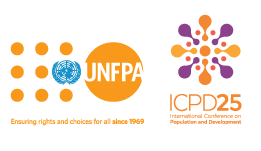 UNFPA
Ensuring rights and choices for all since 1969
ICPD25
International Conference on
Population and Development